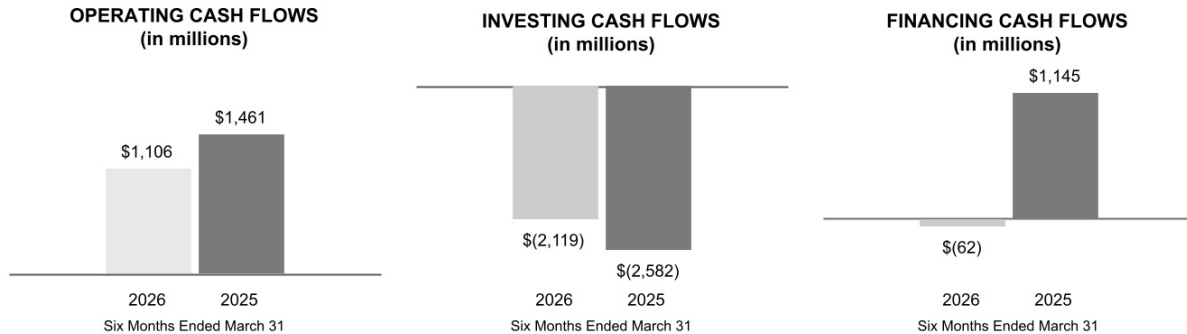 OPERATING CASH FLOWS
(in millions)
$1,106
$1,461
2026
2025
Six Months Ended March 31
INVESTING CASH FLOWS
(in millions)
$(2,119)
$(2,582)
2026
2025
Six Months Ended March 31
FINANCING CASH FLOWS
(in millions)
$1,145
$(62)
2026
2025
Six Months Ended March 31